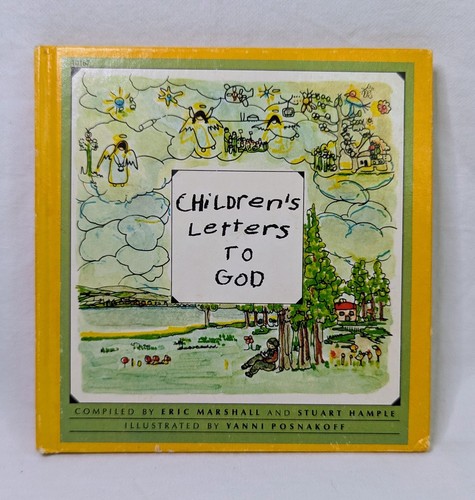 CHILDREN'S
LETTERS
TO
GOD
COMPILED BY ERIC MARSHALL AND STUART HAMPLE
ILLUSTRATED BY YANNI POSNAKOFF